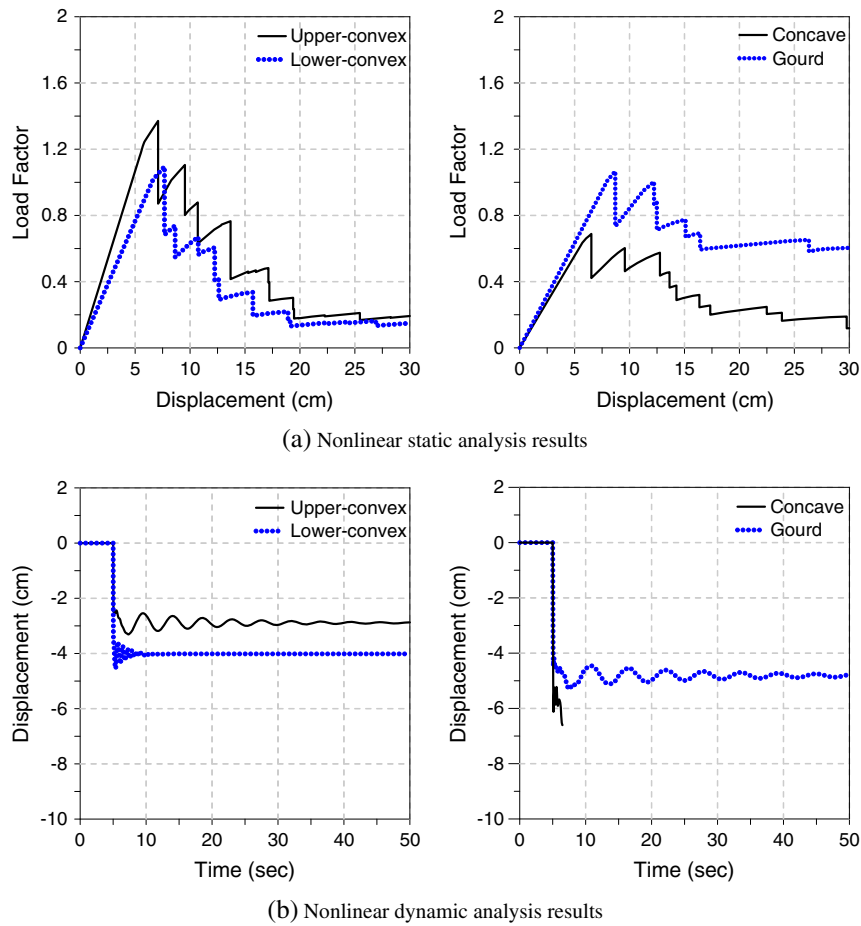 2
1.6
1.2
0.8
0.4
0
Load Factor
Upper-convex
Lower-convex
0 5 10 15 20 25 30
Displacement (cm)
2
1.6
1.2
0.8
0.4
0
Load Factor
Concave
Gourd
0 5 10 15 20 25 30
Displacement (cm)
(a) Nonlinear static analysis results
2
0
-2
-4
-6
-8
-10
Displacement (cm)
Upper-convex
Lower-convex
0 10 20 30 40 50
Time (sec)
2
0
-2
-4
-6
-8
-10
Displacement (cm)
Concave
Gourd
0 10 20 30 40 50
Time (sec)
(b) Nonlinear dynamic analysis results